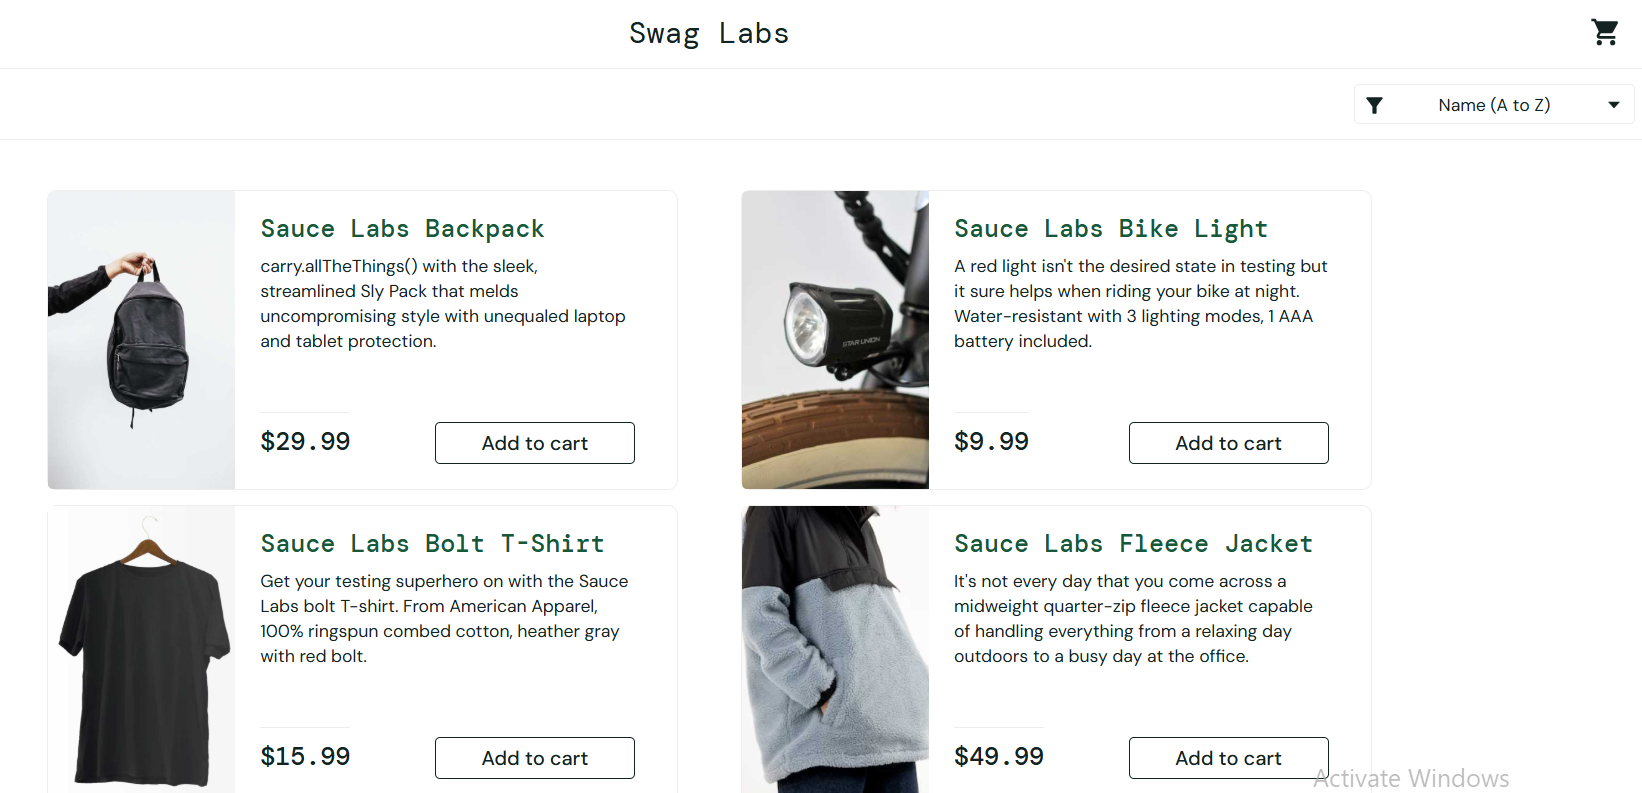 Swag Labs
Name (A to Z)
Sauce Labs Backpack
carry.allTheThings() with the sleek,
streamlined Sly Pack that melds
uncompromising style with unequaled laptop
and tablet protection.
$29.99
Add to cart
Sauce Labs Bike Light
A red light isn't the desired state in testing but
it sure helps when riding your bike at night.
Water-resistant with 3 lighting modes, 1 AAA
battery included.
STAR UNION
$9.99
Add to cart
Sauce Labs Bolt T-Shirt
Get your testing superhero on with the Sauce
Labs bolt T-shirt. From American Apparel,
100% ringspun combed cotton, heather gray
with red bolt.
$15.99
Add to cart
Sauce Labs Fleece Jacket
It's not every day that you come across a
midweight quarter-zip fleece jacket capable
of handling everything from a relaxing day
outdoors to a busy day at the office.
$49.99
Add to cart
Activate Windows